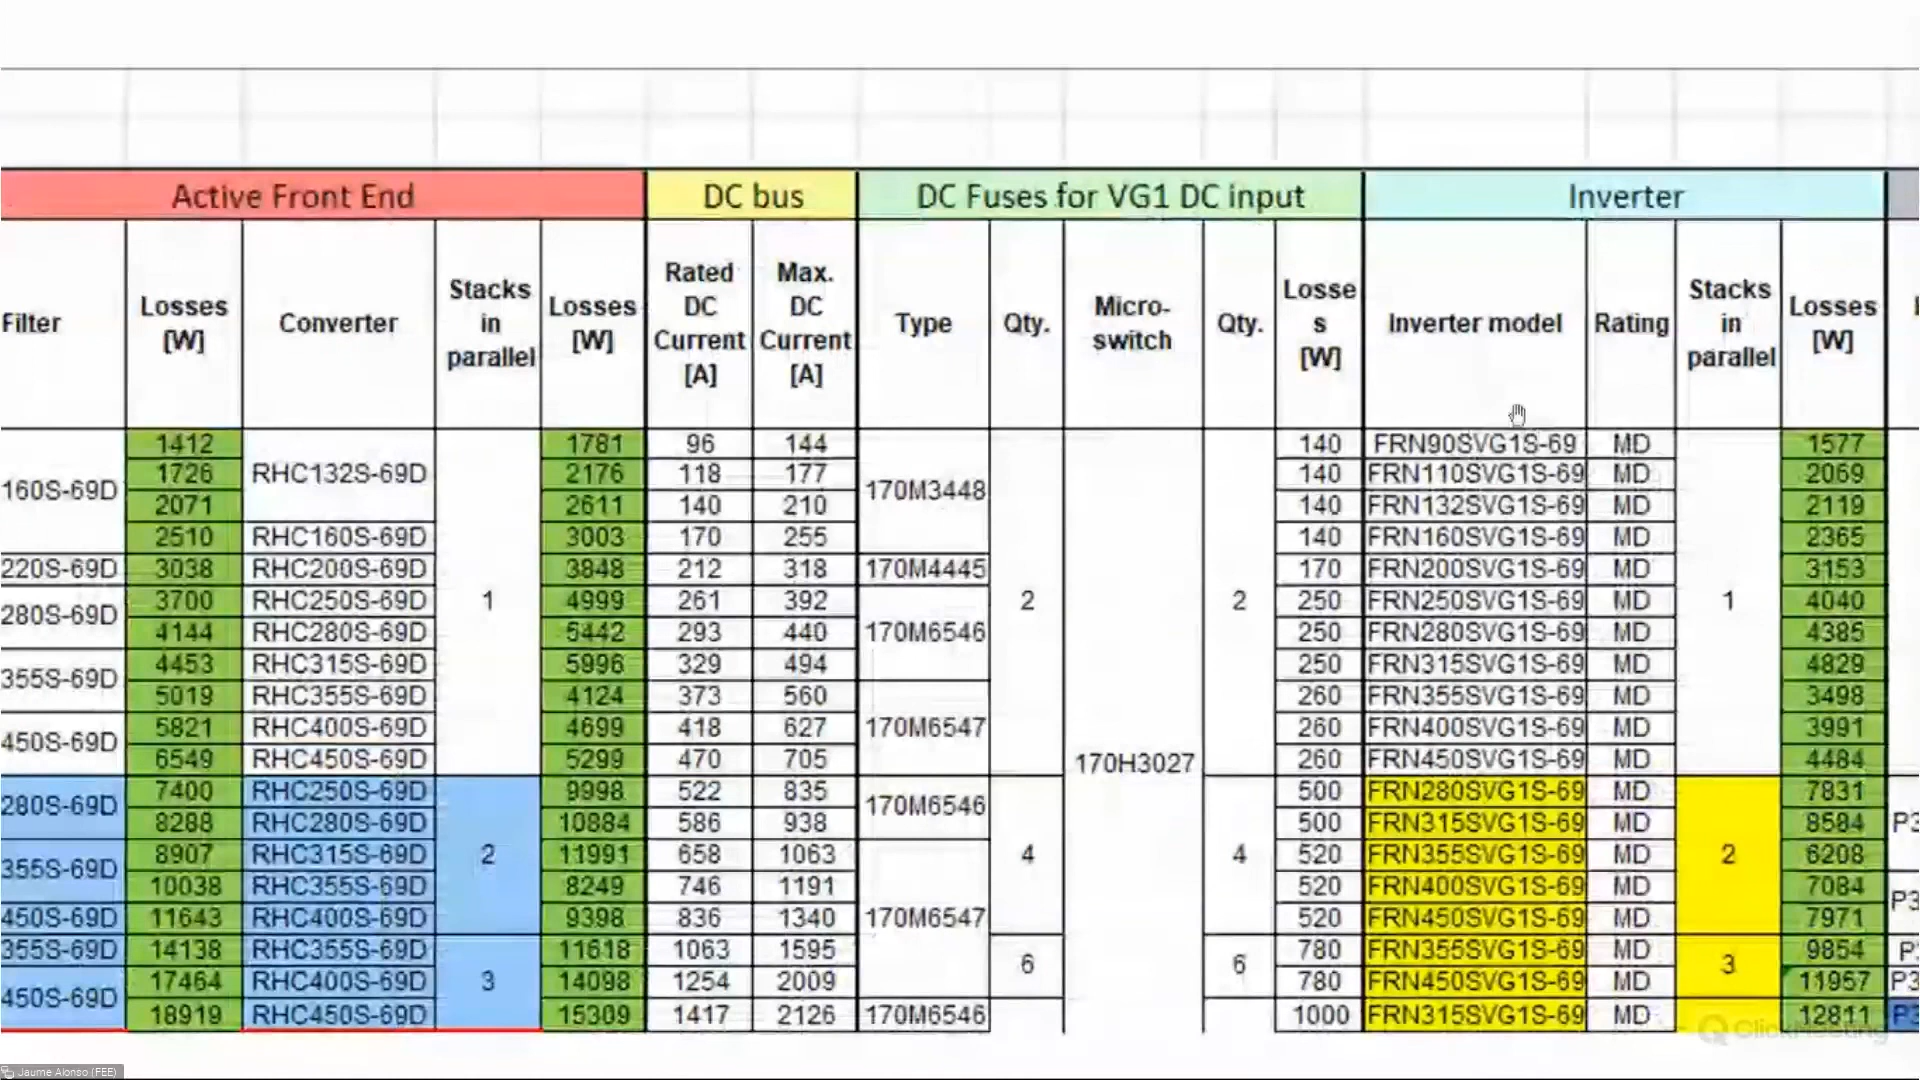 Active Front End DC bus DC Fuses for VG1 DC input Inverter
Filter Losses [W] Converter Stacks in parallel Losses [W] Rated DC Current [A] Max. DC Current [A] Type Qty. Micro-switch Qty. Losses [W] Inverter model Rating Stacks in parallel Losses [W]
1412 1781 96 144 140 FRN90SVG1S-69 MD 1577
160S-69D 1726 RHC132S-69D 2176 118 177 170M3448 140 FRN110SVG1S-69 MD 2069
2071 2611 140 210 140 FRN132SVG1S-69 MD 2119
2510 RHC160S-69D 3003 170 255 140 FRN160SVG1S-69 MD 2365
220S-69D 3038 RHC200S-69D 3848 212 318 170M4445 170 FRN200SVG1S-69 MD 3153
280S-69D 3700 RHC250S-69D 1 4999 261 392 2 2 250 FRN250SVG1S-69 MD 1 4040
4144 RHC280S-69D 5442 293 440 170M6546 250 FRN280SVG1S-69 MD 4385
355S-69D 4453 RHC315S-69D 5996 329 494 250 FRN315SVG1S-69 MD 4829
5019 RHC355S-69D 4124 373 560 260 FRN355SVG1S-69 MD 3498
450S-69D 5821 RHC400S-69D 4699 418 627 170M6547 260 FRN400SVG1S-69 MD 3991
6549 RHC450S-69D 5299 470 705 170H3027 260 FRN450SVG1S-69 MD 4484
280S-69D 7400 RHC250S-69D 9998 522 835 170M6546 500 FRN280SVG1S-69 MD 7831
8288 RHC280S-69D 10884 586 938 500 FRN315SVG1S-69 MD 8584
355S-69D 8907 RHC315S-69D 2 11991 658 1063 4 4 520 FRN355SVG1S-69 MD 2 6208
10038 RHC355S-69D 8249 746 1191 520 FRN400SVG1S-69 MD 7084
450S-69D 11643 RHC400S-69D 9398 836 1340 170M6547 520 FRN450SVG1S-69 MD 7971
355S-69D 14138 RHC355S-69D 11618 1063 1595 6 6 780 FRN355SVG1S-69 MD 3 9854
450S-69D 17464 RHC400S-69D 3 14098 1254 2009 780 FRN450SVG1S-69 MD 11957
18919 RHC450S-69D 15309 1417 2126 170M6546 1000 FRN315SVG1S-69 MD 12811
ClickMeeting
Jaume Alonso (FEE)